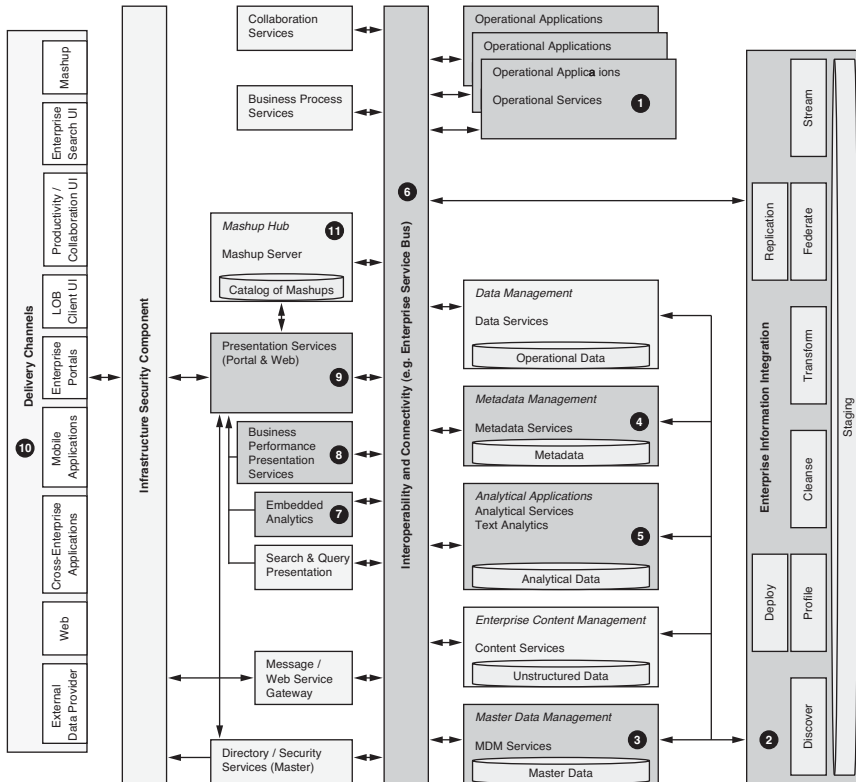 Delivery Channels
10
Mashup
Enterprise
Search UI
Productivity /
Collaboration UI
LOB
Client UI
Enterprise
Portals
Mobile
Applications
Cross-Enterprise
Applications
Web
External
Data Provider
Infrastructure Security Component
Collaboration
Services
Business Process
Services
Mashup Hub
11
Mashup Server
Catalog of Mashups
Presentation Services
(Portal & Web)
9
Business
Performance
Presentation
Services
8
Embedded
Analytics
7
Search & Query
Presentation
Message /
Web Service
Gateway
Directory / Security
Services (Master)
6
Interoperability and Connectivity (e.g. Enterprise Service Bus)
Operational Applications
Operational Applications
Operational Applica ions
Operational Services
1
Data Management
Data Services
Operational Data
Metadata Management
Metadata Services
4
Metadata
Analytical Applications
Analytical Services
Text Analytics
5
Analytical Data
Enterprise Content Management
Content Services
Unstructured Data
Master Data Management
MDM Services
3
Master Data
Enterprise Information Integration
2
Replication
Deploy
Stream
Federate
Transform
Cleanse
Profile
Discover
Staging